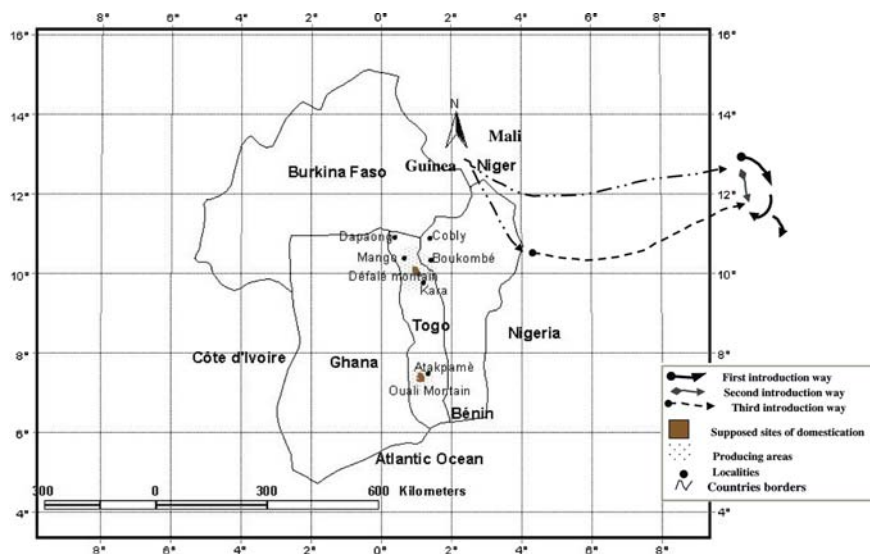 8° 6° 4° 2° 0° 2° 4° 6° 8°
16° 16°
14° 14°
N
Mali
Guinea Niger
Burkina Faso
12° 12°
Dapaong Cobly
Mango Boukombé
10° 10°
Défalé montain
Kara
Togo
Nigeria
Côte d'Ivoire
Ghana
8° 8°
Atakpamè
Ouali Montain
Bénin
6° 6°
Atlantic Ocean
300 0 300 600 Kilometers
4° 4°
8° 6° 4° 2° 0° 2° 4° 6° 8°
First introduction way
Second introduction way
Third introduction way
Supposed sites of domestication
Producing areas
Localities
Countries borders